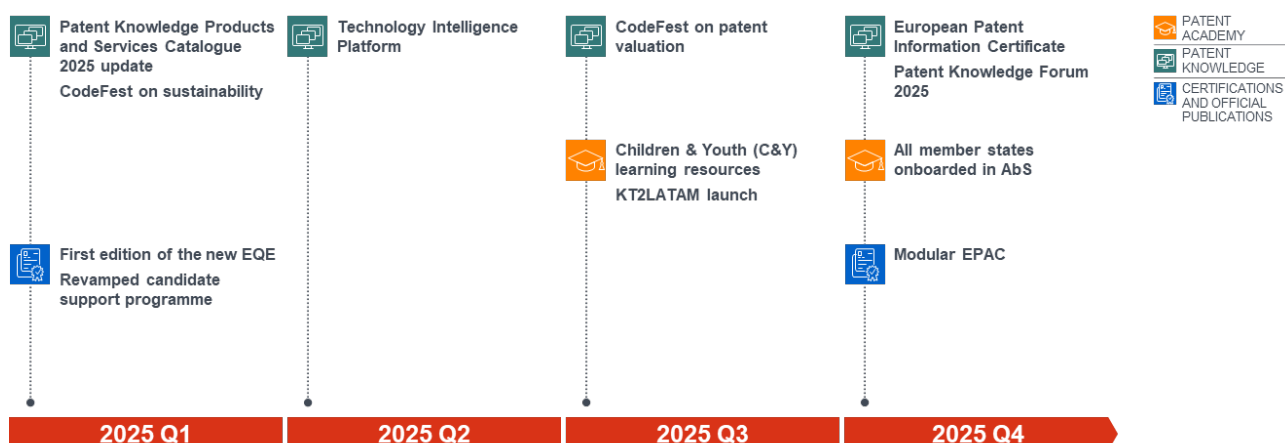 Patent Knowledge Products
and Services Catalogue
2025 update
CodeFest on sustainability
First edition of the new EQE
Revamped candidate
support programme
Technology Intelligence
Platform
CodeFest on patent
valuation
Children & Youth (C&Y)
learning resources
KT2LATAM launch
European Patent
Information Certificate
Patent Knowledge Forum
2025
All member states
onboarded in AbS
Modular EPAC
PATENT
ACADEMY
PATENT
KNOWLEDGE
CERTIFICATIONS
AND OFFICIAL
PUBLICATIONS
2025 Q1
2025 Q2
2025 Q3
2025 Q4